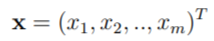 x = (x₁, x₂, .., xₘ)ᵀ